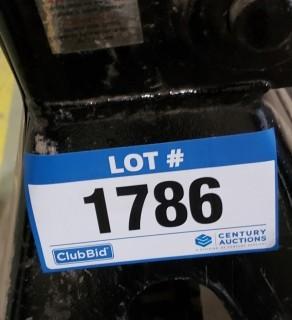 LOT #
1786
ClubBid
CENTURY
AUCTIONS